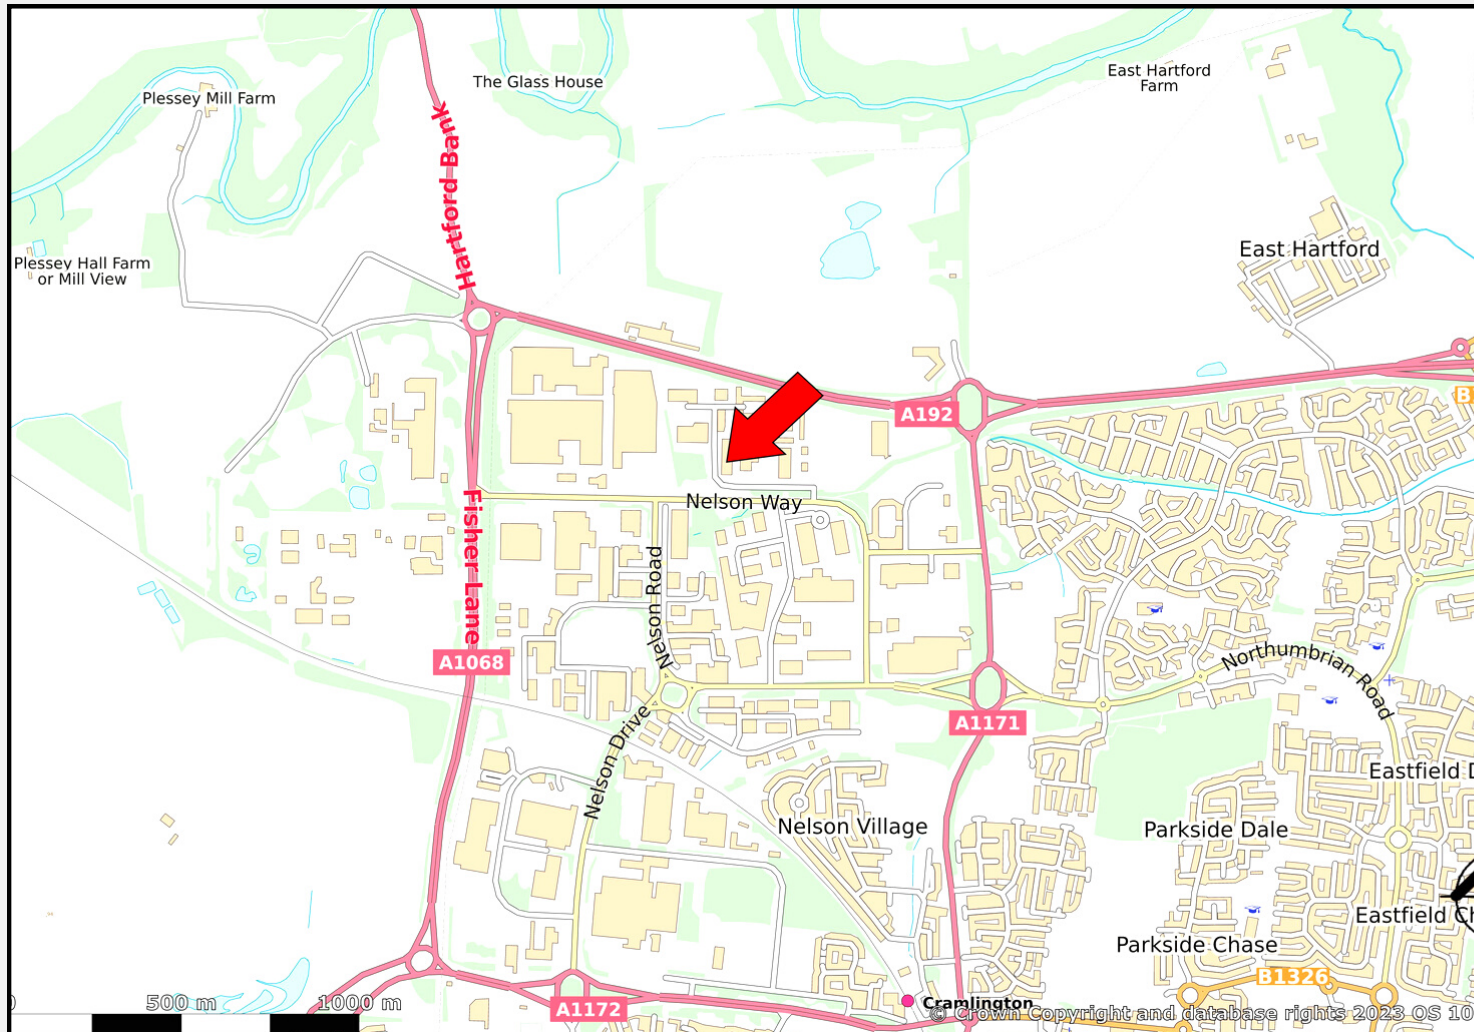 The Glass House
East Hartford
Farm
Plessey Mill Farm
Hartford Bank
East Hartford
Plessey Hall Farm
or Mill View
A192
Nelson Way
Fisher Lane
Nelson Road
A1068
Northumbrian Road
A1171
Nelson Drive
Eastfield D
Nelson Village
Parkside Dale
Eastfield Ch
Parkside Chase
B1326
500 m
1000 m
A1172
Cramlington
© Crown Copyright and database rights 2023 OS 10